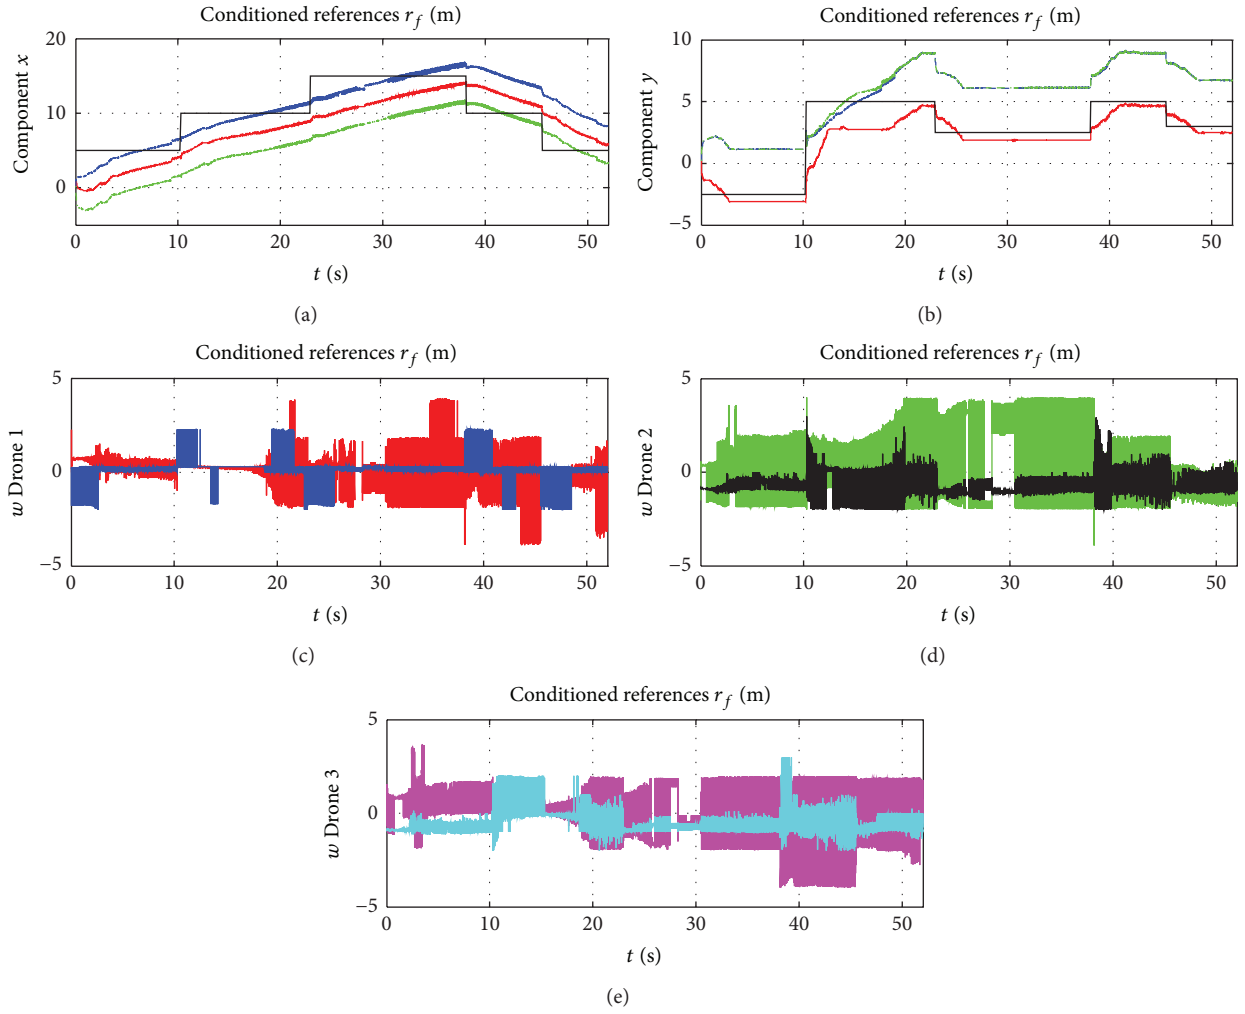 Conditioned references r_f (m)
Component x
20
10
0
0 10 20 30 40 50
t (s)
(a)
Conditioned references r_f (m)
Component y
10
5
0
−5
0 10 20 30 40 50
t (s)
(b)
Conditioned references r_f (m)
w Drone 1
5
0
−5
0 10 20 30 40 50
t (s)
(c)
Conditioned references r_f (m)
w Drone 2
5
0
−5
0 10 20 30 40 50
t (s)
(d)
Conditioned references r_f (m)
w Drone 3
5
0
−5
0 10 20 30 40 50
t (s)
(e)